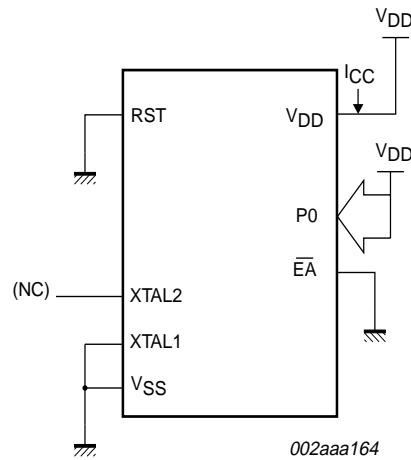 VDD
ICC
RST
VDD
VDD
P0
EA
(NC)
XTAL2
XTAL1
VSS
002aaa164